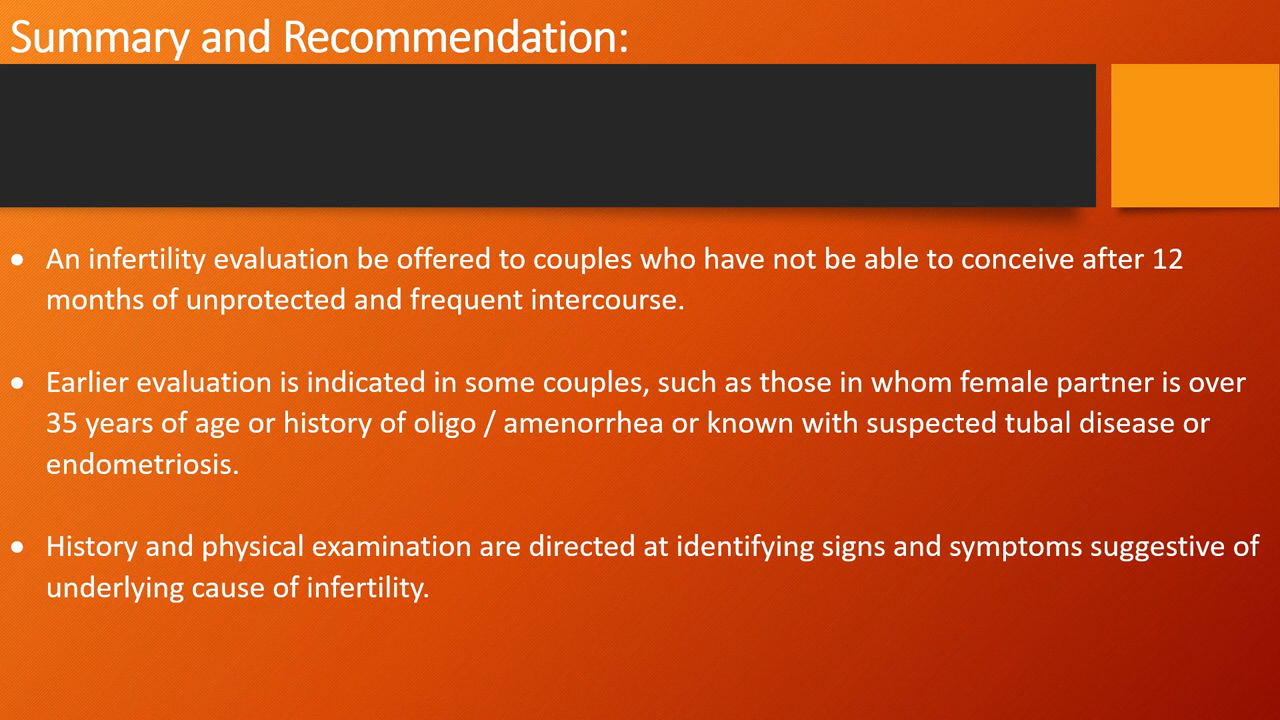 Summary and Recommendation:
• An infertility evaluation be offered to couples who have not be able to conceive after 12
months of unprotected and frequent intercourse.
• Earlier evaluation is indicated in some couples, such as those in whom female partner is over
35 years of age or history of oligo / amenorrhea or known with suspected tubal disease or
endometriosis.
• History and physical examination are directed at identifying signs and symptoms suggestive of
underlying cause of infertility.